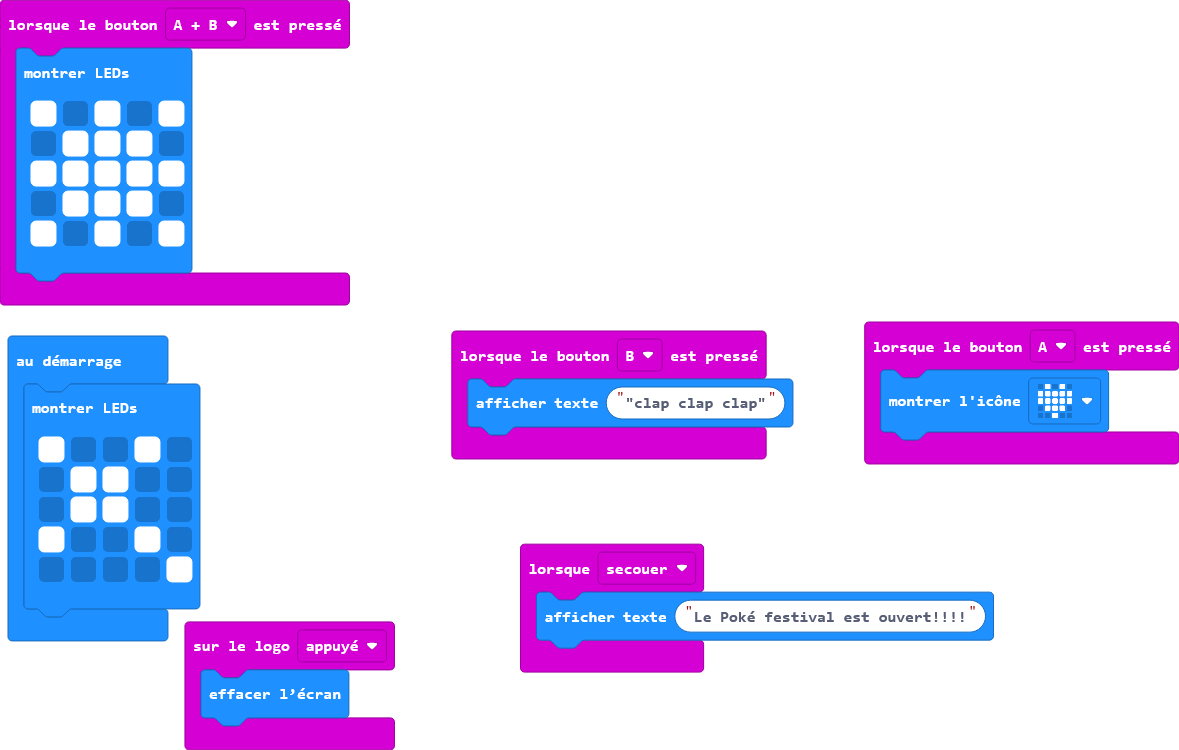 lorsque le bouton A + B est pressé
montrer LEDs
au démarrage
montrer LEDs
lorsque le bouton B est pressé
afficher texte ""clap clap clap""
lorsque le bouton A est pressé
montrer l'icône
lorsque secouer
afficher texte "Le Poké festival est ouvert!!!!"
sur le logo appuyé
effacer l’écran